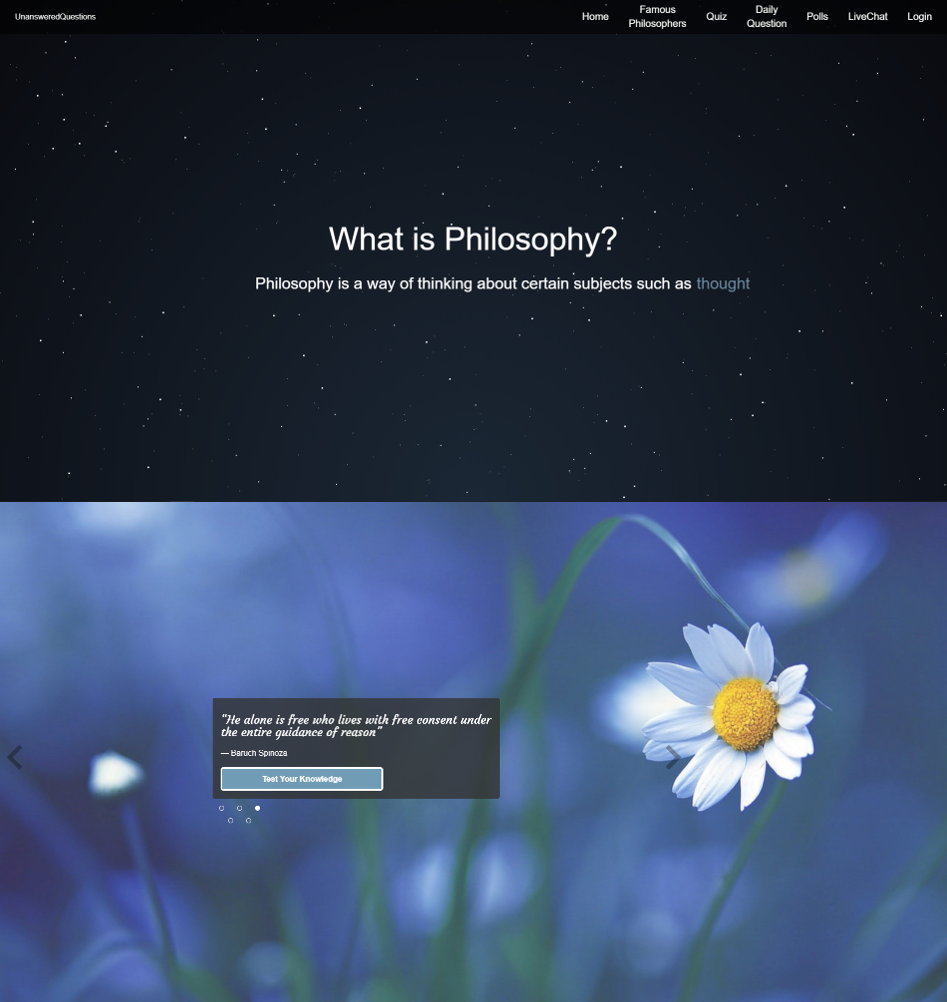 UnansweredQuestions
Home
Famous
Philosophers
Quiz
Daily
Question
Polls
LiveChat
Login
What is Philosophy?
Philosophy is a way of thinking about certain subjects such as thought
"He alone is free who lives with free consent under
the entire guidance of reason"
— Baruch Spinoza
Test Your Knowledge